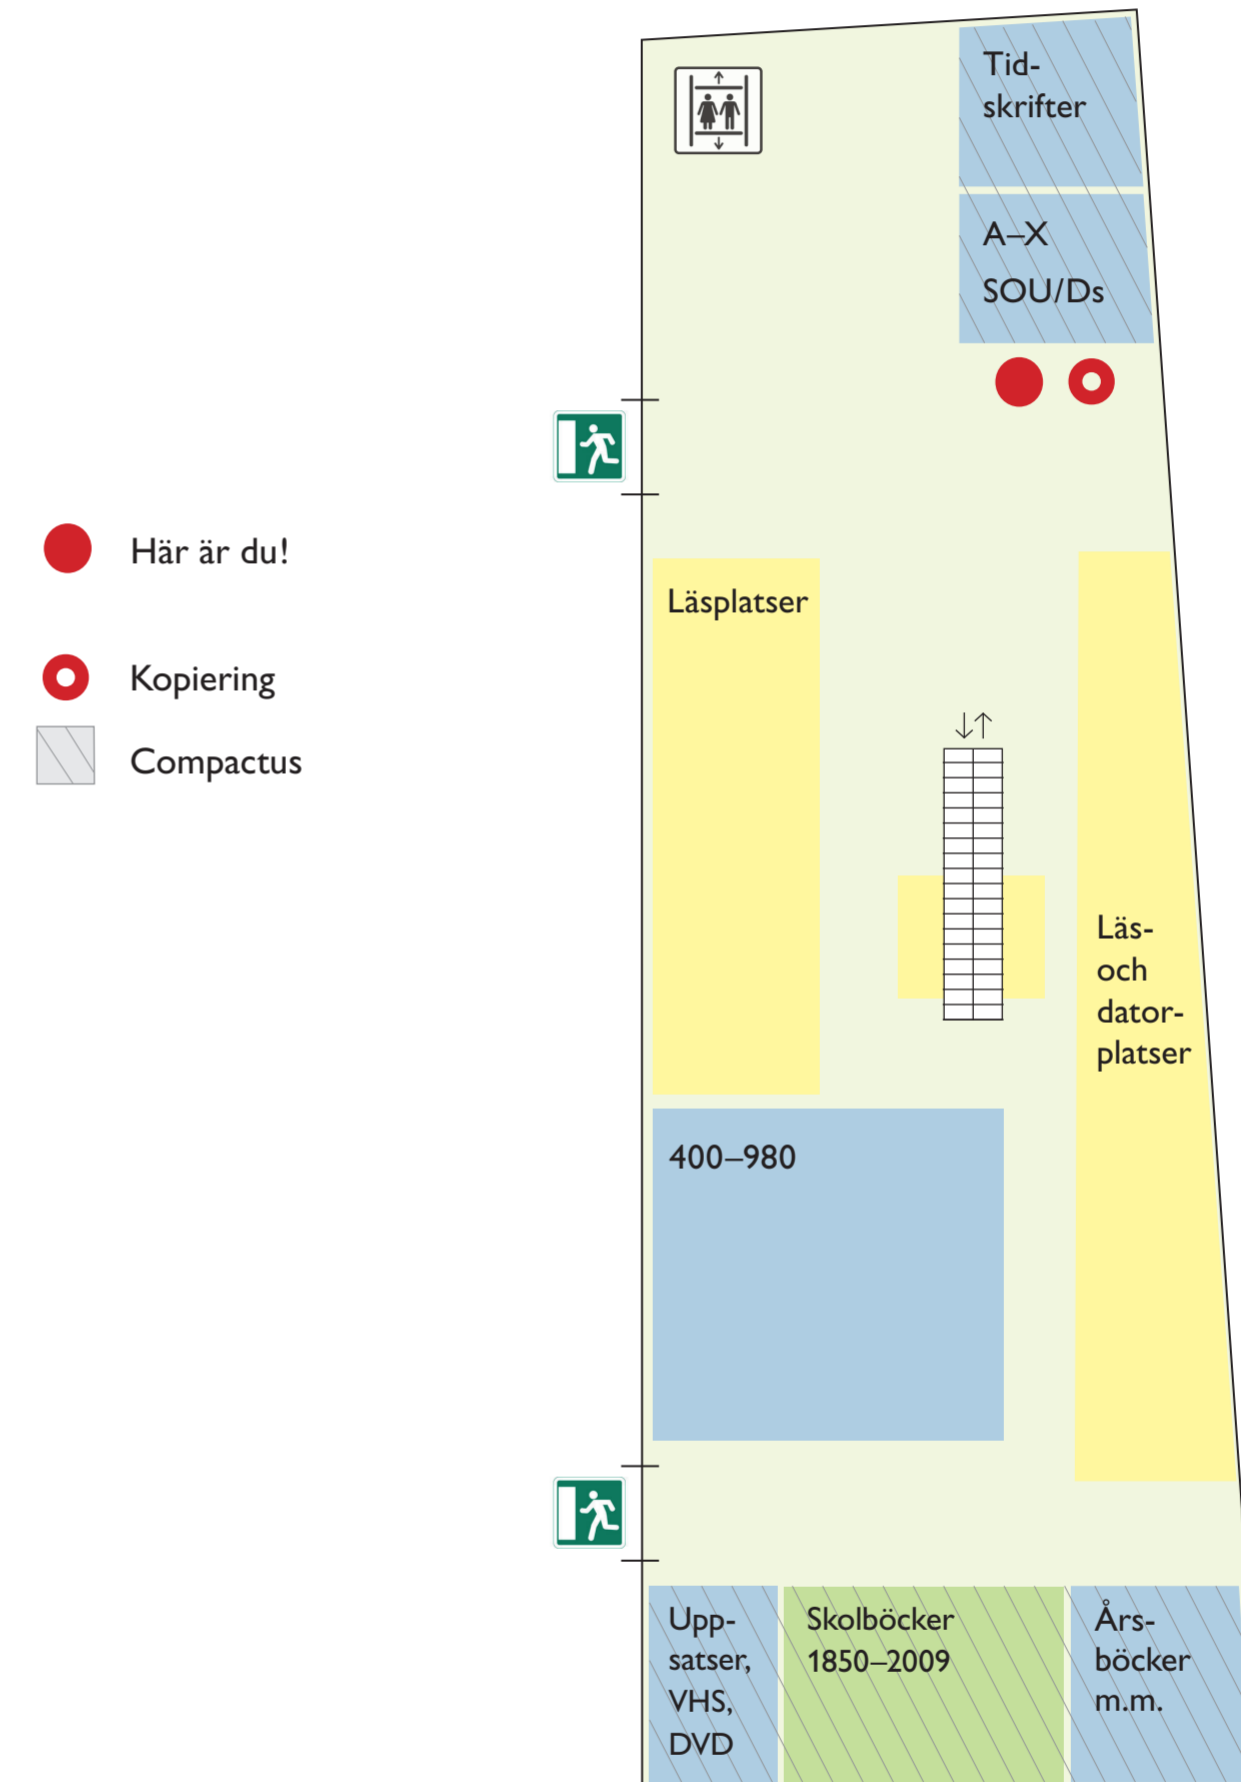 Tid-
skrifter
A–X
SOU/Ds
Här är du!
Kopiering
Compactus
Läsplatser
Läs-
och
dator-
platser
400–980
Upp-
satser,
VHS,
DVD
Skolböcker
1850–2009
Års-
böcker
m.m.